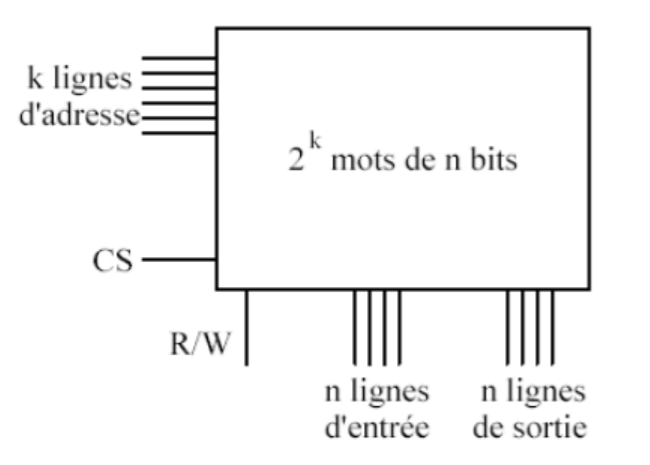 k lignes
d'adresse
2^k mots de n bits
CS
R/W
n lignes
d'entrée
n lignes
de sortie